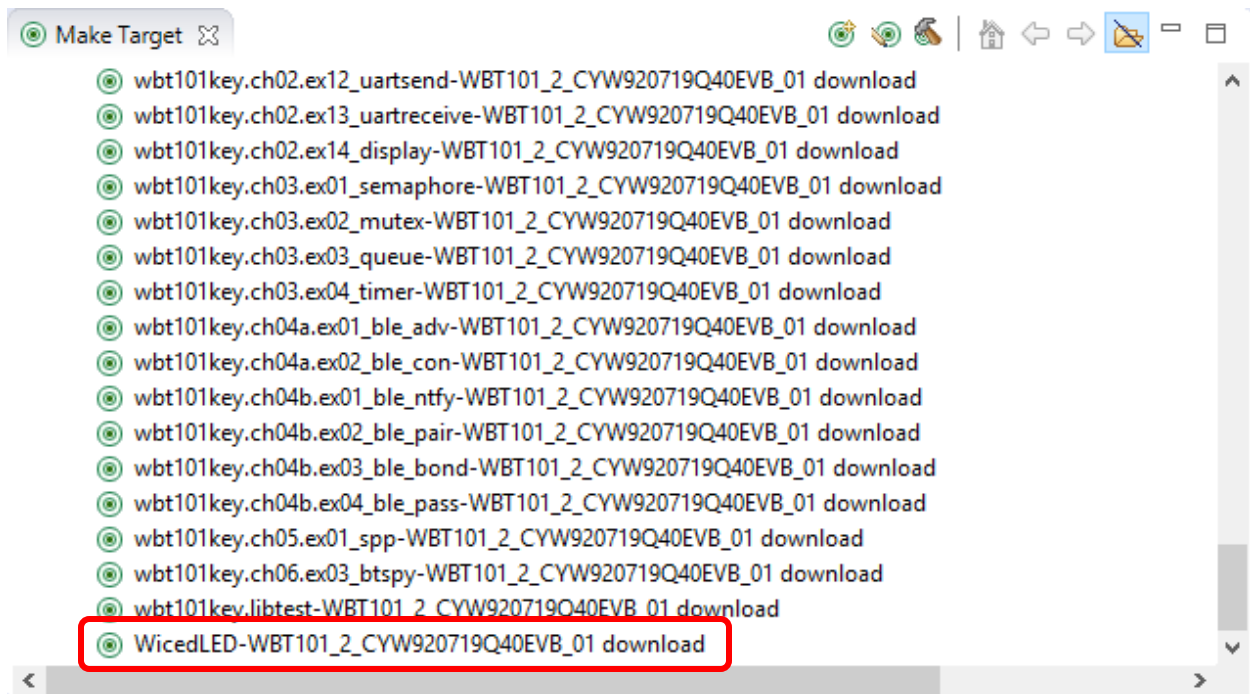 Make Target
wbt101key.ch02.ex12_uartsend-WBT101_2_CYW920719Q40EVB_01 download
wbt101key.ch02.ex13_uartreceive-WBT101_2_CYW920719Q40EVB_01 download
wbt101key.ch02.ex14_display-WBT101_2_CYW920719Q40EVB_01 download
wbt101key.ch03.ex01_semaphore-WBT101_2_CYW920719Q40EVB_01 download
wbt101key.ch03.ex02_mutex-WBT101_2_CYW920719Q40EVB_01 download
wbt101key.ch03.ex03_queue-WBT101_2_CYW920719Q40EVB_01 download
wbt101key.ch03.ex04_timer-WBT101_2_CYW920719Q40EVB_01 download
wbt101key.ch04a.ex01_ble_adv-WBT101_2_CYW920719Q40EVB_01 download
wbt101key.ch04a.ex02_ble_con-WBT101_2_CYW920719Q40EVB_01 download
wbt101key.ch04b.ex01_ble_ntfy-WBT101_2_CYW920719Q40EVB_01 download
wbt101key.ch04b.ex02_ble_pair-WBT101_2_CYW920719Q40EVB_01 download
wbt101key.ch04b.ex03_ble_bond-WBT101_2_CYW920719Q40EVB_01 download
wbt101key.ch04b.ex04_ble_pass-WBT101_2_CYW920719Q40EVB_01 download
wbt101key.ch05.ex01_spp-WBT101_2_CYW920719Q40EVB_01 download
wbt101key.ch06.ex03_btspy-WBT101_2_CYW920719Q40EVB_01 download
wbt101key.libtest-WBT101_2_CYW920719Q40EVB_01 download
WicedLED-WBT101_2_CYW920719Q40EVB_01 download